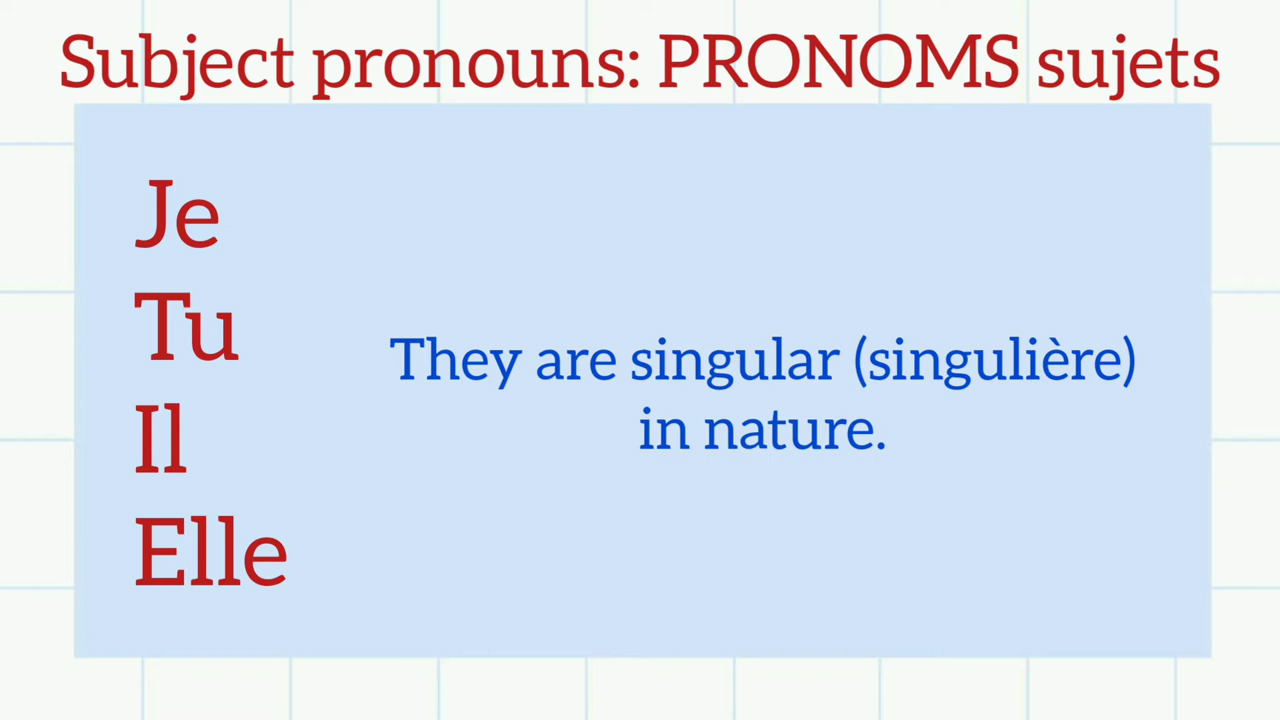 Subject pronouns: PRONOMS sujets
Je
Tu
Il
Elle
They are singular (singulière)
in nature.